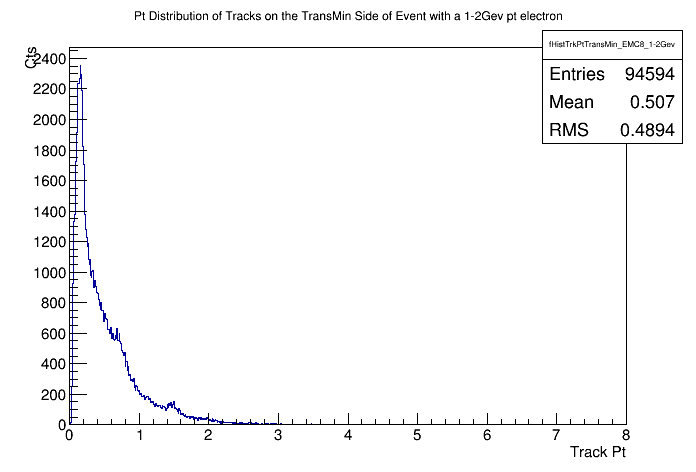 Pt Distribution of Tracks on the TransMin Side of Event with a 1-2Gev pt electron
fHistTrkPtTransMin_EMC8_1-2Gev
Entries 94594
Mean 0.507
RMS 0.4894
Cts
2400
2200
2000
1800
1600
1400
1200
1000
800
600
400
200
0
0 1 2 3 4 5 6 7 8
Track Pt